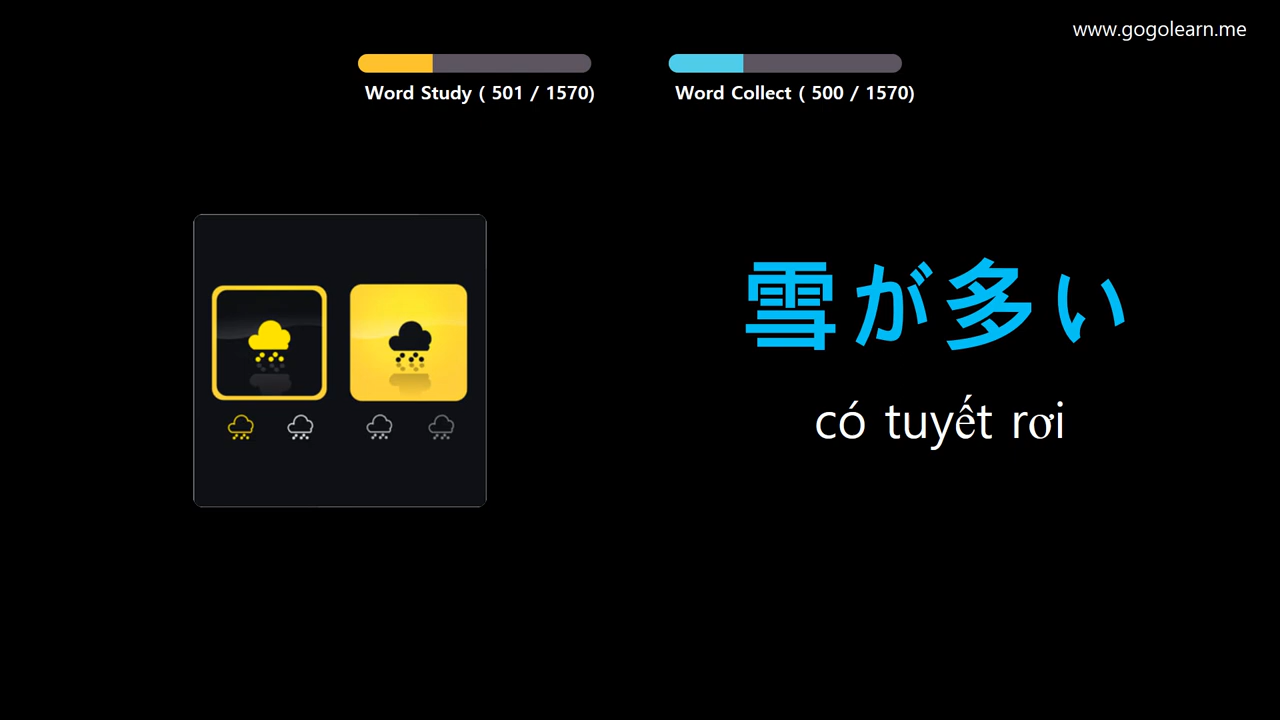 www.gogolearn.me
Word Study ( 501 / 1570)
Word Collect ( 500 / 1570)
雪が多い
có tuyết rơi